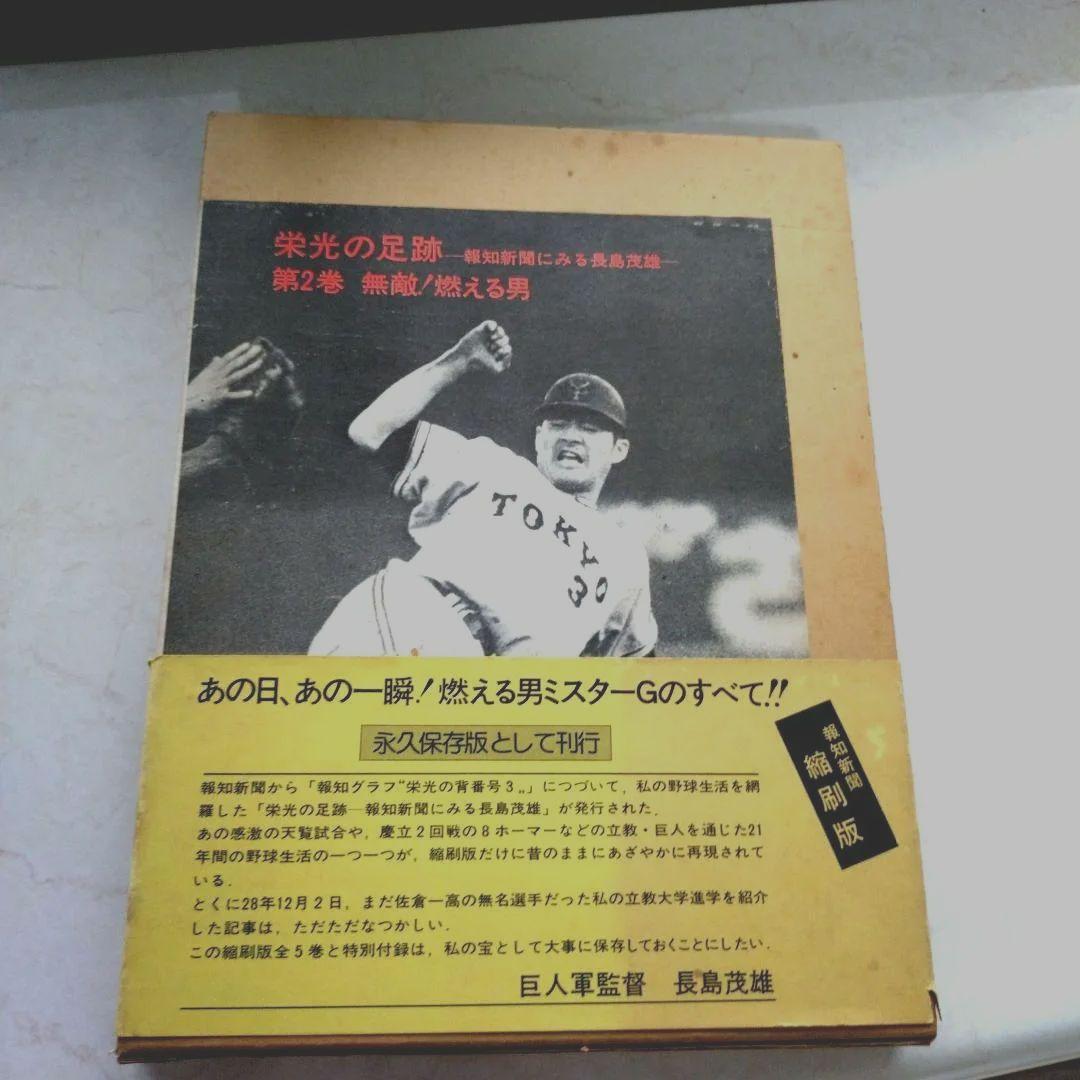 栄光の足跡―報知新聞にみる長島茂雄―
第2巻 無敵!燃える男
TOKYO
30
あの日、あの一瞬!燃える男ミスターGのすべて!!
永久保存版として刊行
報知新聞
縮刷版
報知新聞から「報知グラフ“栄光の背番号3„」につづいて，私の野球生活を網
羅した「栄光の足跡―報知新聞にみる長島茂雄」が発行された．
あの感激の天覧試合や，慶立2回戦の8ホーマーなどの立教・巨人を通じた21
年間の野球生活の一つ一つが，縮刷版だけに昔のままにあざやかに再現されて
いる．
とくに28年12月2日，まだ佐倉一高の無名選手だった私の立教大学進学を紹介
した記事は，ただただなつかしい．
この縮刷版全5巻と特別付録は，私の宝として大事に保存しておくことにしたい．
巨人軍監督　長島茂雄